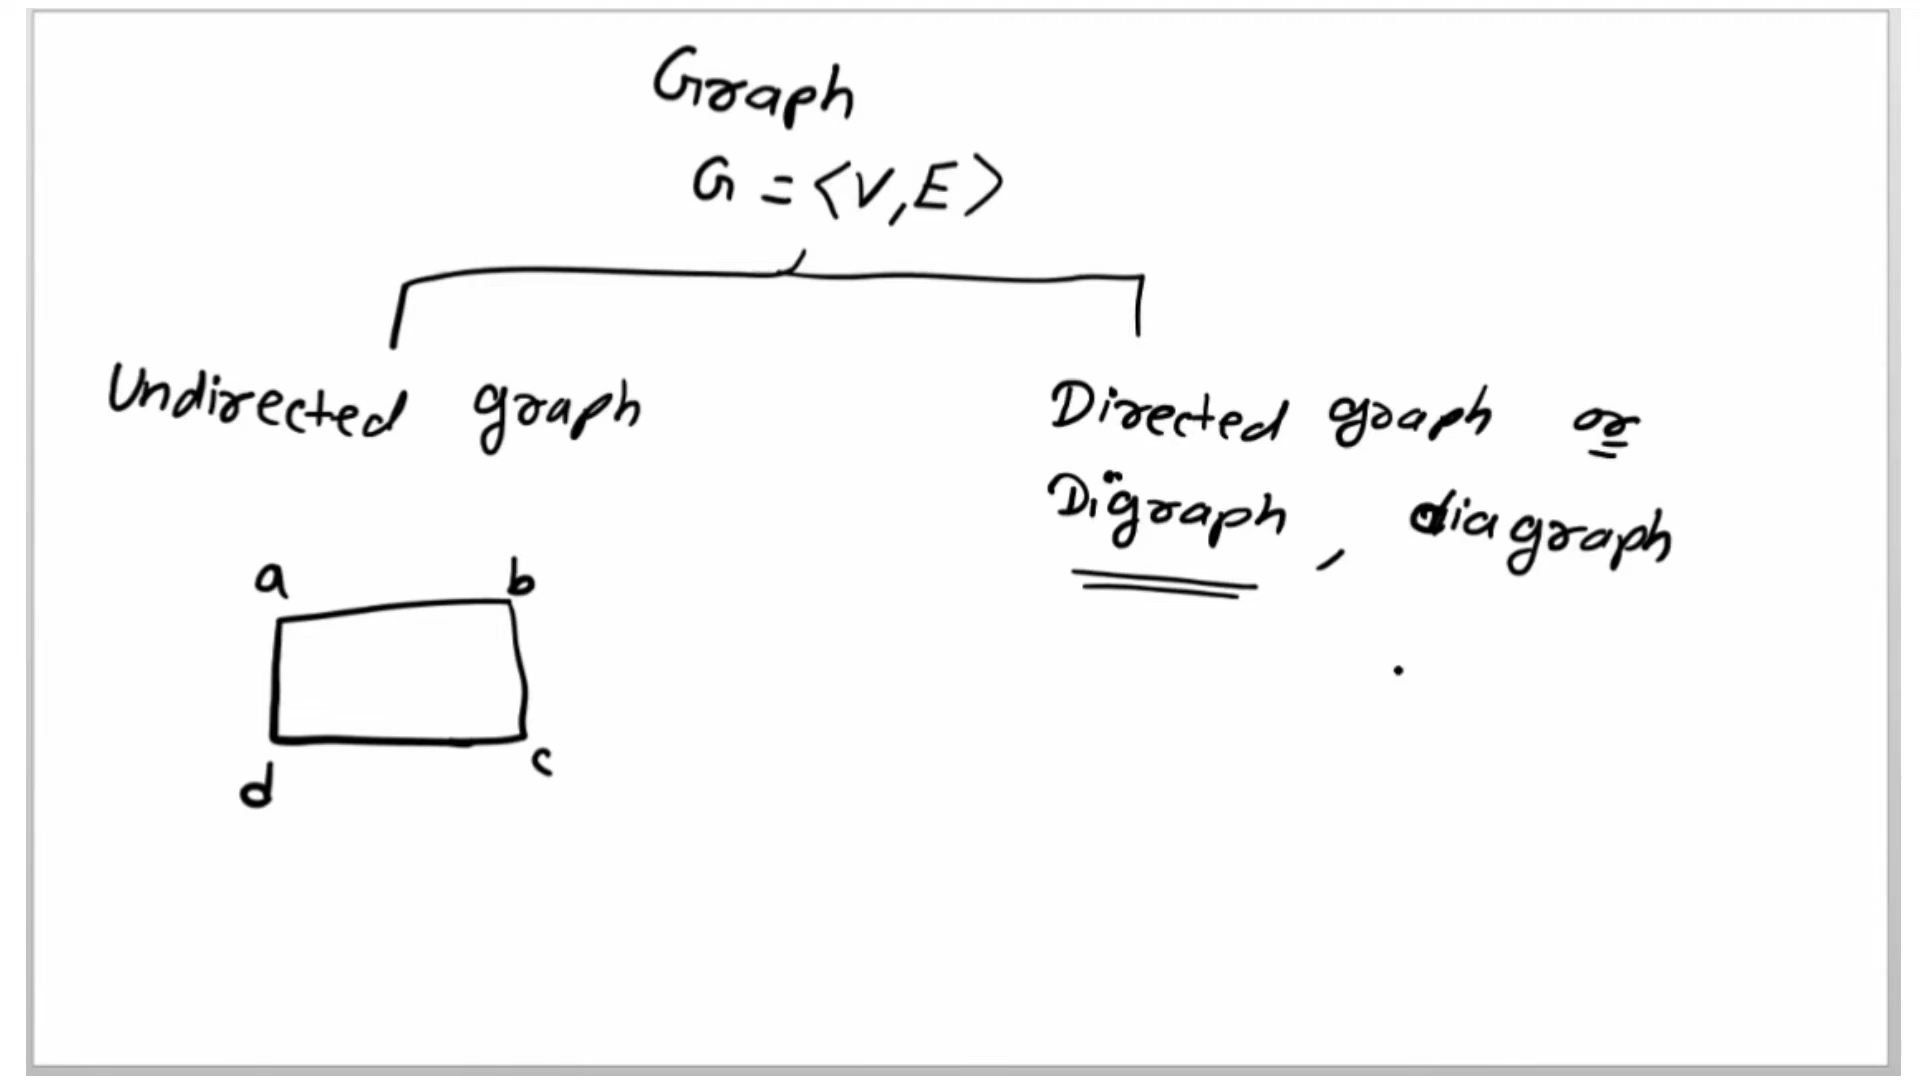 Graph
G = <V, E>
Undirected graph
Directed graph or
Digraph, diagraph
a b
d c